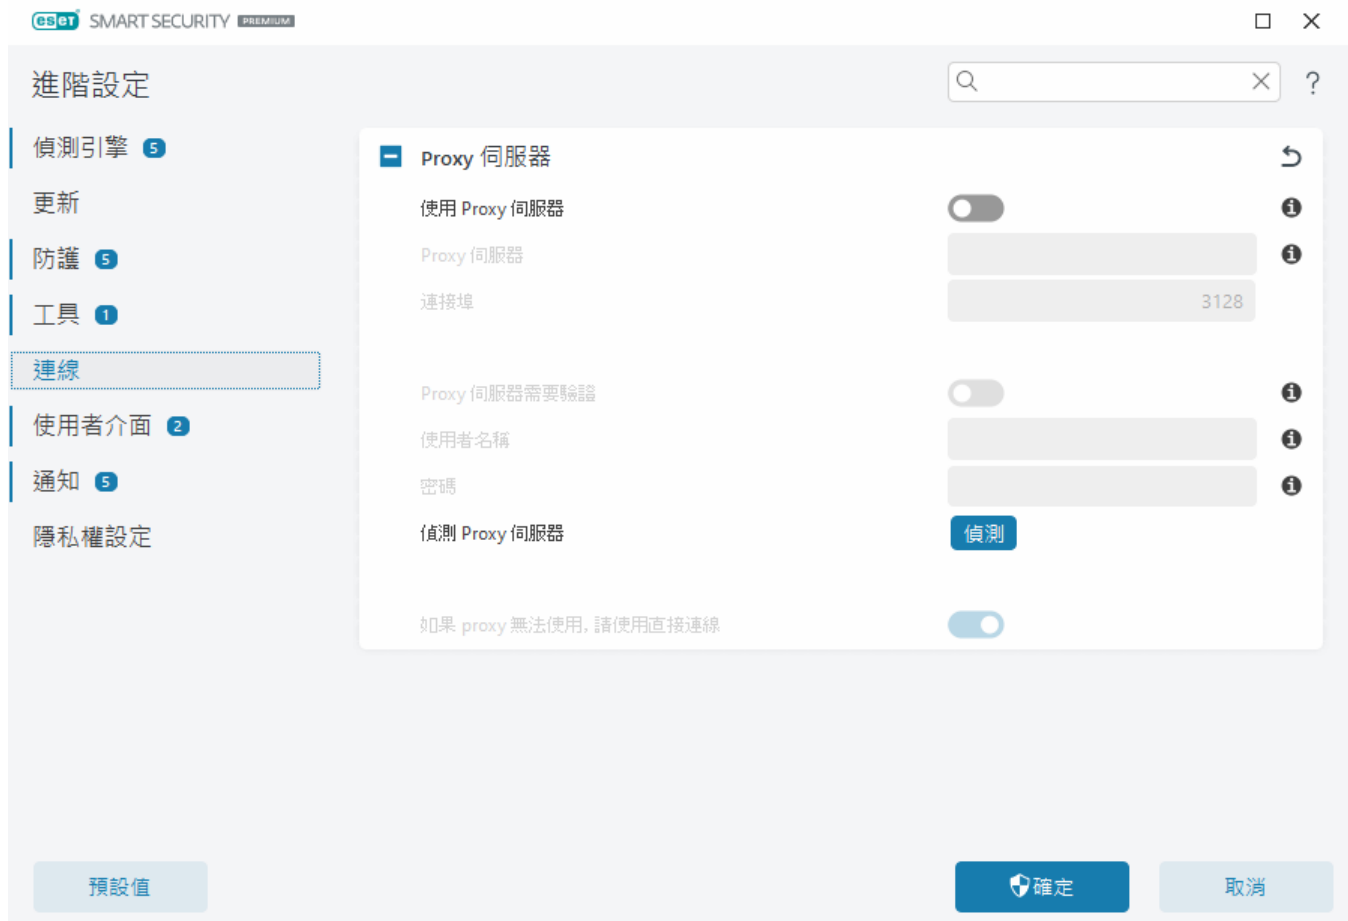 eset SMART SECURITY PREMIUM
進階設定
?
偵測引擎 5
更新
防護 5
工具 1
連線
使用者介面 2
通知 5
隱私權設定
Proxy 伺服器
使用 Proxy 伺服器
Proxy 伺服器
連接埠 3128
Proxy 伺服器需要驗證
使用者名稱
密碼
偵測 Proxy 伺服器 偵測
如果 proxy 無法使用, 請使用直接連線
預設值 確定 取消